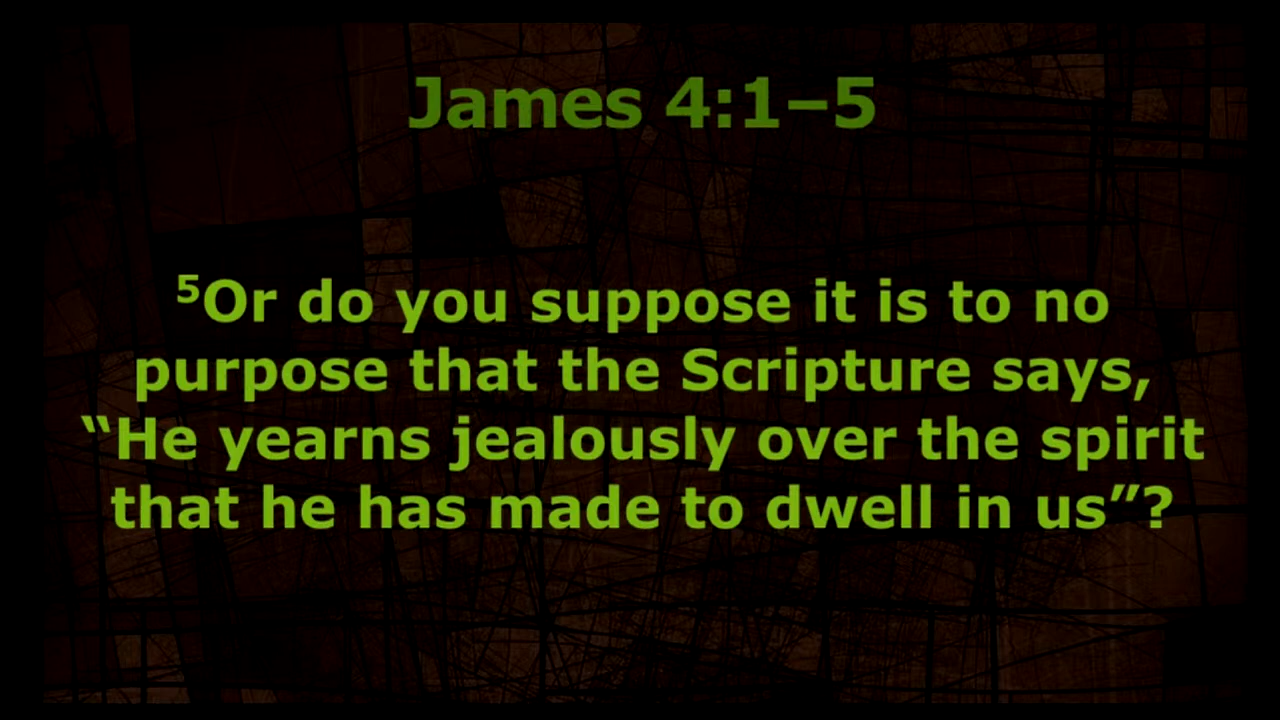 James 4:1–5
⁵Or do you suppose it is to no
purpose that the Scripture says,
“He yearns jealously over the spirit
that he has made to dwell in us”?